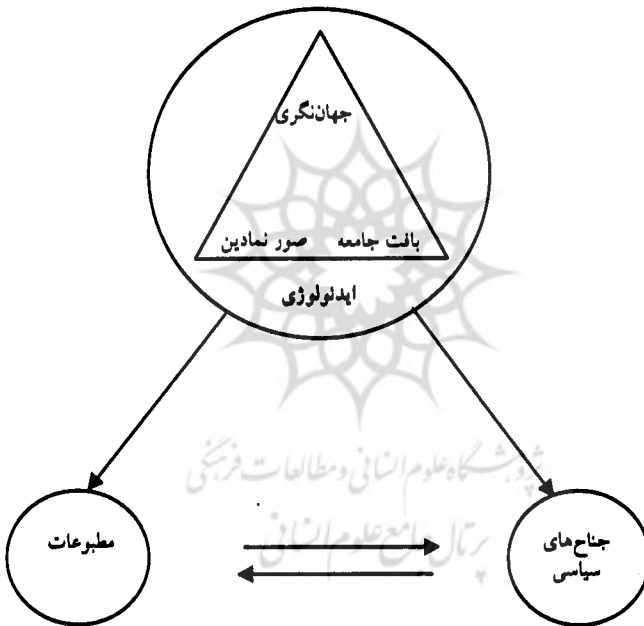 جهان‌نگری
بافت جامعه
صور نمادین
ایدئولوژی
مطبوعات
جناح‌های
سیاسی
پژوهشگاه علوم انسانی و مطالعات فرهنگی
پرتال جامع علوم انسانی